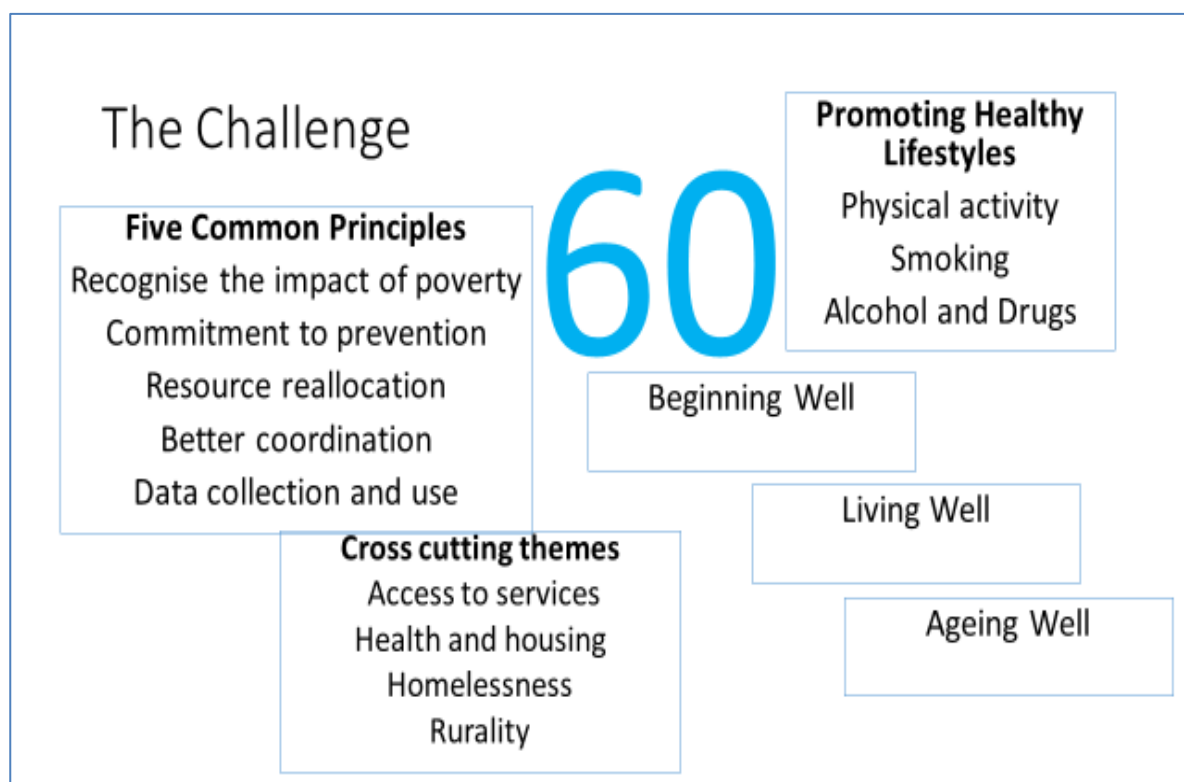 The Challenge
Five Common Principles
Recognise the impact of poverty
Commitment to prevention
Resource reallocation
Better coordination
Data collection and use
Cross cutting themes
Access to services
Health and housing
Homelessness
Rurality
60
Promoting Healthy
Lifestyles
Physical activity
Smoking
Alcohol and Drugs
Beginning Well
Living Well
Ageing Well